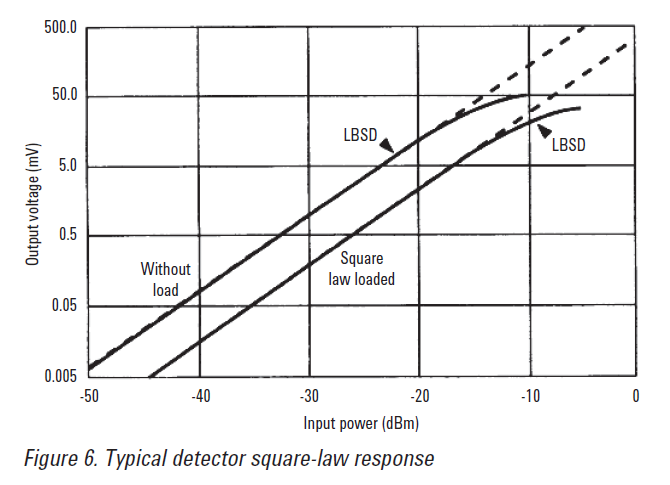 500.0
50.0
5.0
0.5
0.05
0.005
Output voltage (mV)
LBSD
LBSD
Without
load
Square
law loaded
-50
-40
-30
-20
-10
0
Input power (dBm)
Figure 6. Typical detector square-law response